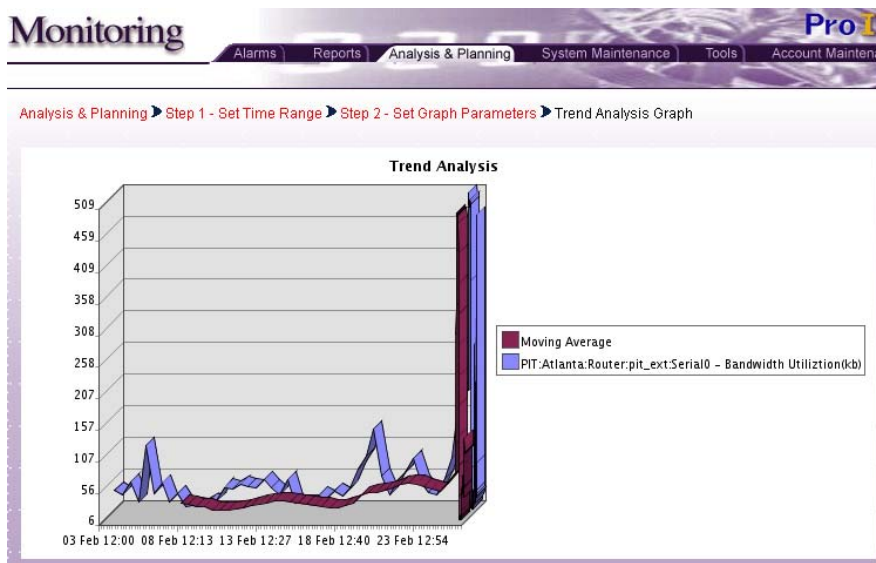 Monitoring
Pro
Alarms Reports Analysis & Planning System Maintenance Tools Account
Analysis & Planning Step 1 - Set Time Range Step 2 - Set Graph Parameters Trend Analysis Graph
Trend Analysis
509
459
409
358
308
258
207
157
107
56
6
03 Feb 12:00 08 Feb 12:13 13 Feb 12:27 18 Feb 12:40 23 Feb 12:54
Moving Average
PIT:Atlanta:Router:pit_ext:Serial0 – Bandwidth Utiliztion(kb)